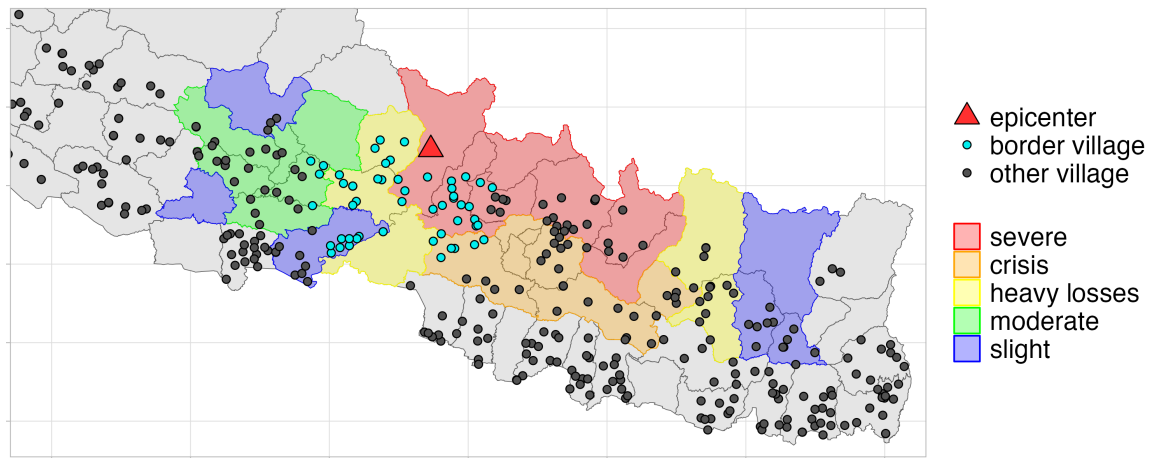 epicenter
border village
other village
severe
crisis
heavy losses
moderate
slight